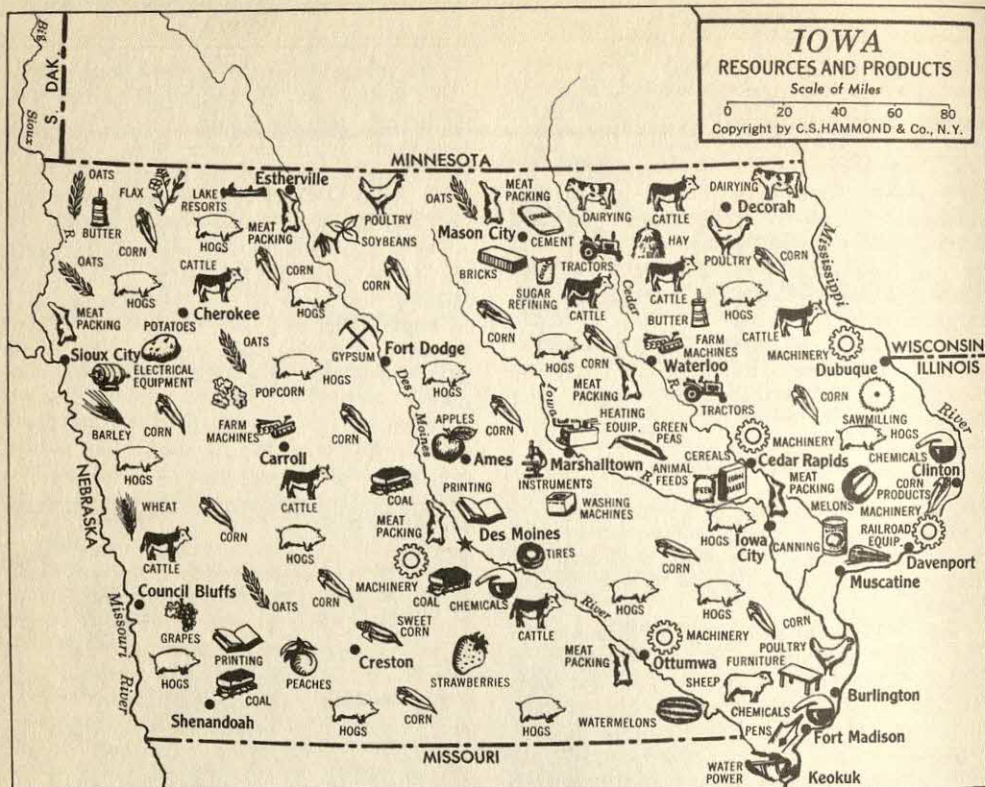 IOWA
RESOURCES AND PRODUCTS
Scale of Miles
0 20 40 60 80
Copyright by C.S.HAMMOND & Co., N.Y.
Big
Sioux
R.
S. DAK.
MINNESOTA
OATS
FLAX
LAKE
RESORTS
Estherville
BUTTER
CORN
HOGS
MEAT
PACKING
POULTRY
SOYBEANS
OATS
MEAT
PACKING
Mason City
CEMENT
DAIRYING
CATTLE
DAIRYING
Decorah
Mississippi
OATS
HOGS
CATTLE
CORN
HOGS
CORN
BRICKS
SUGAR
REFINING
TRACTORS
HAY
CATTLE
Cedar
CATTLE
POULTRY
CORN
MEAT
PACKING
Cherokee
POTATOES
OATS
GYPSUM
Fort Dodge
CORN
HOGS
CORN
BUTTER
HOGS
CATTLE
MACHINERY
Dubuque
WISCONSIN
ILLINOIS
Sioux City
ELECTRICAL
EQUIPMENT
POPCORN
HOGS
Des
Moines
HOGS
MEAT
PACKING
Iowa
FARM
MACHINES
Waterloo
R.
TRACTORS
CORN
SAWMILLING
River
BARLEY
CORN
FARM
MACHINES
Carroll
CORN
APPLES
Ames
CORN
HEATING
EQUIP.
Marshalltown
GREEN
PEAS
CEREALS
MACHINERY
Cedar Rapids
HOGS
CHEMICALS
Clinton
NEBRASKA
HOGS
CATTLE
COAL
PRINTING
INSTRUMENTS
WASHING
MACHINES
R.
ANIMAL
FEEDS
FEED
CORN
FLAKES
MEAT
PACKING
MELONS
CORN
PRODUCTS
MACHINERY
WHEAT
CATTLE
CORN
HOGS
MEAT
PACKING
Des Moines
TIRES
HOGS
Iowa
City
CANNING
RAILROAD
EQUIP.
Davenport
Muscatine
Council Bluffs
GRAPES
OATS
CORN
MACHINERY
COAL
CHEMICALS
CATTLE
River
CORN
HOGS
HOGS
CORN
Missouri
River
HOGS
PRINTING
COAL
Shenandoah
PEACHES
SWEET
CORN
Creston
STRAWBERRIES
MEAT
PACKING
MACHINERY
Ottumwa
SHEEP
POULTRY
FURNITURE
Burlington
HOGS
CORN
HOGS
WATERMELONS
CHEMICALS
PENS
Fort Madison
MISSOURI
WATER
POWER
Keokuk